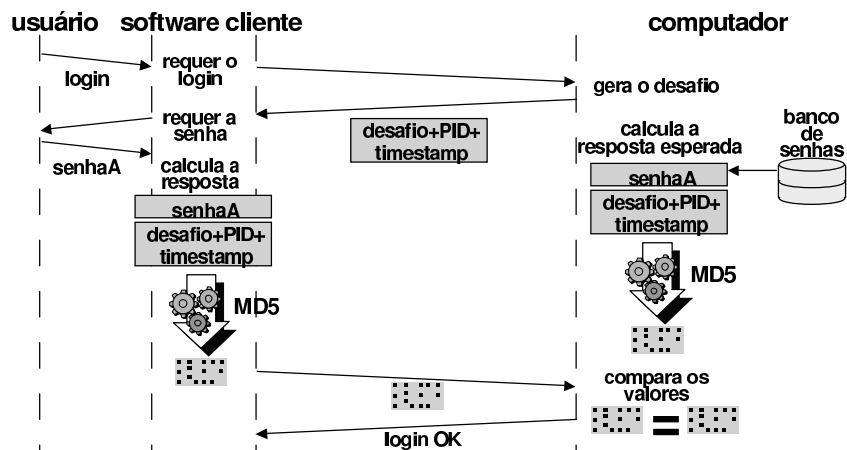 usuário
software cliente
computador
requer o
login
login
gera o desafio
requer a
senha
desafio+PID+
timestamp
calcula a
resposta esperada
banco
de
senhas
senhaA
calcula a
resposta
senhaA
desafio+PID+
timestamp
senhaA
desafio+PID+
timestamp
MD5
MD5
compara os
valores
login OK